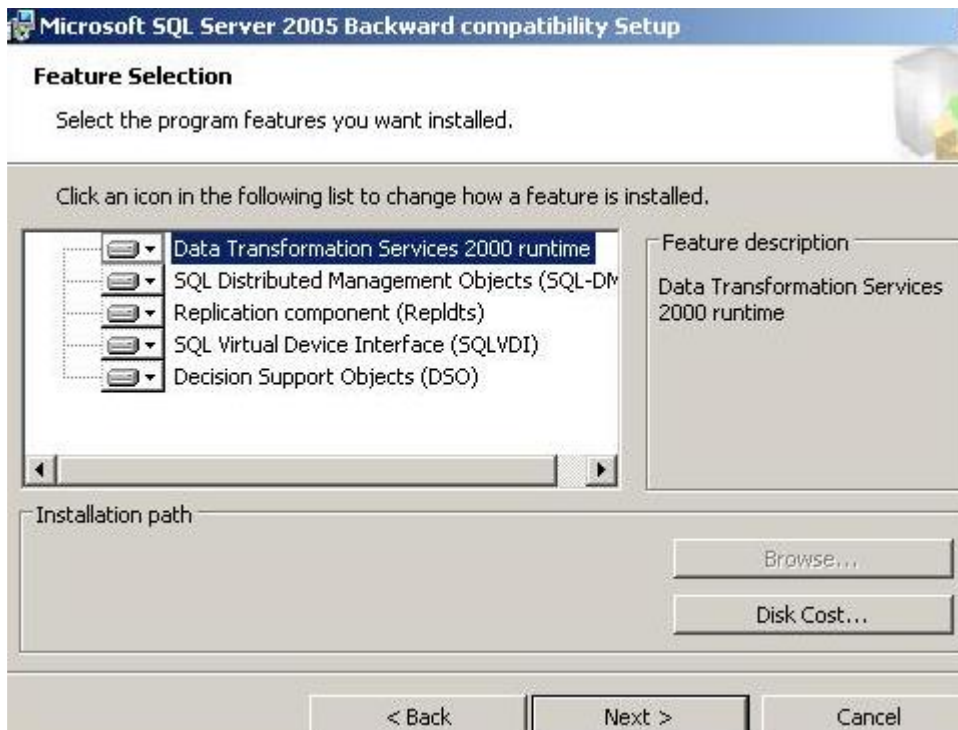 Microsoft SQL Server 2005 Backward compatibility Setup
Feature Selection
Select the program features you want installed.
Click an icon in the following list to change how a feature is installed.
Data Transformation Services 2000 runtime
SQL Distributed Management Objects (SQL-DM
Replication component (Repldts)
SQL Virtual Device Interface (SQLVDI)
Decision Support Objects (DSO)
Feature description
Data Transformation Services
2000 runtime
Installation path
Browse...
Disk Cost...
< Back
Next >
Cancel